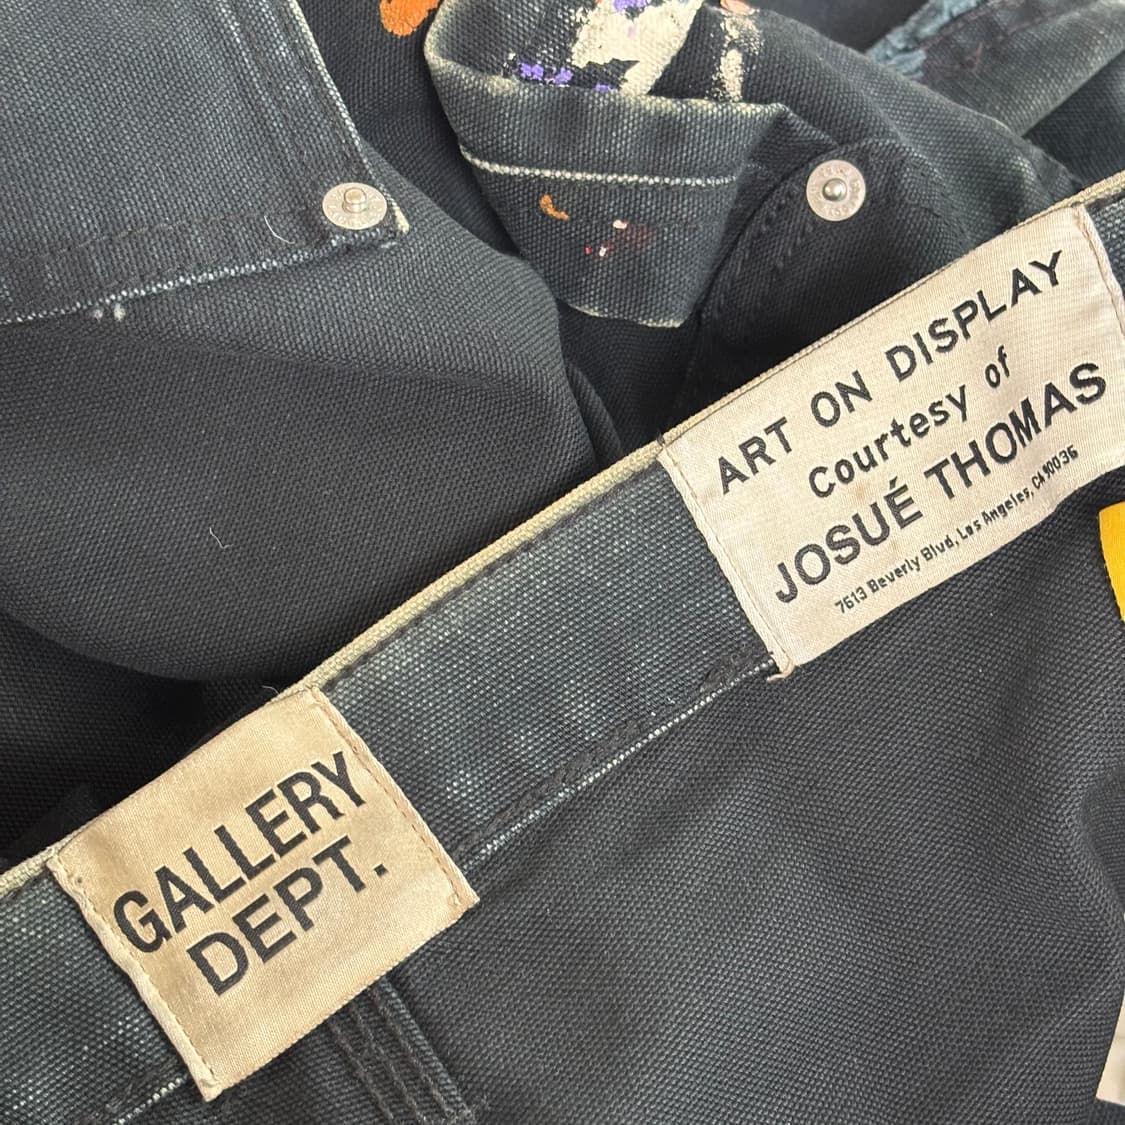 ART ON DISPLAY
Courtesy of
JOSUÉ THOMAS
7613 Beverly Blvd, Los Angeles, CA 90036
GALLERY
DEPT.